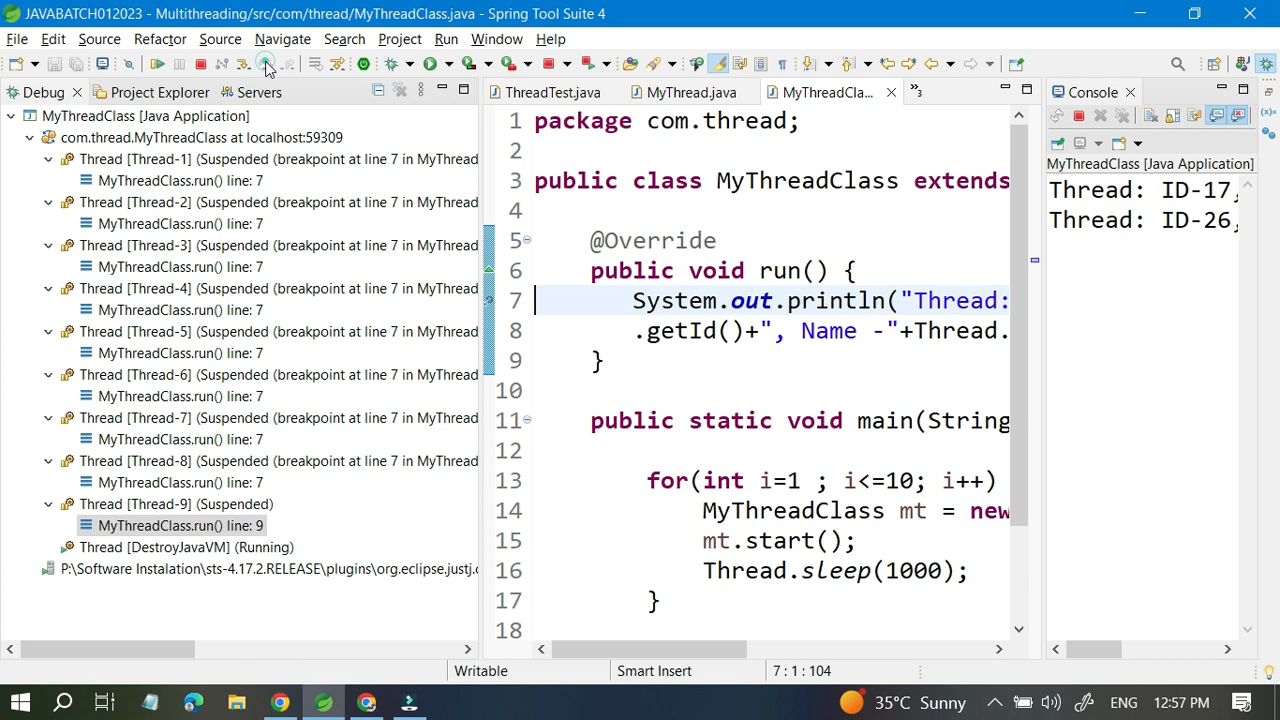 JAVABATCH012023 - Multithreading/src/com/thread/MyThreadClass.java - Spring Tool Suite 4
File Edit Source Refactor Source Navigate Search Project Run Window Help
Debug Project Explorer Servers
MyThreadClass [Java Application]
com.thread.MyThreadClass at localhost:59309
Thread [Thread-1] (Suspended (breakpoint at line 7 in MyThread
MyThreadClass.run() line: 7
Thread [Thread-2] (Suspended (breakpoint at line 7 in MyThread
MyThreadClass.run() line: 7
Thread [Thread-3] (Suspended (breakpoint at line 7 in MyThread
MyThreadClass.run() line: 7
Thread [Thread-4] (Suspended (breakpoint at line 7 in MyThread
MyThreadClass.run() line: 7
Thread [Thread-5] (Suspended (breakpoint at line 7 in MyThread
MyThreadClass.run() line: 7
Thread [Thread-6] (Suspended (breakpoint at line 7 in MyThread
MyThreadClass.run() line: 7
Thread [Thread-7] (Suspended (breakpoint at line 7 in MyThread
MyThreadClass.run() line: 7
Thread [Thread-8] (Suspended (breakpoint at line 7 in MyThread
MyThreadClass.run() line: 7
Thread [Thread-9] (Suspended)
MyThreadClass.run() line: 9
Thread [DestroyJavaVM] (Running)
P:\Software Instalation\sts-4.17.2.RELEASE\plugins\org.eclipse.justj.c
ThreadTest.java MyThread.java MyThreadCla... »3
1 package com.thread;
2
3 public class MyThreadClass extends
4
5 @Override
6 public void run() {
7 System.out.println("Thread:
8 .getId()+", Name -"+Thread.
9 }
10
11 public static void main(String
12
13 for(int i=1 ; i<=10; i++)
14 MyThreadClass mt = new
15 mt.start();
16 Thread.sleep(1000);
17 }
18
Console
MyThreadClass [Java Application]
Thread: ID-17,
Thread: ID-26,
Writable Smart Insert 7 : 1 : 104
35°C Sunny ENG 12:57 PM